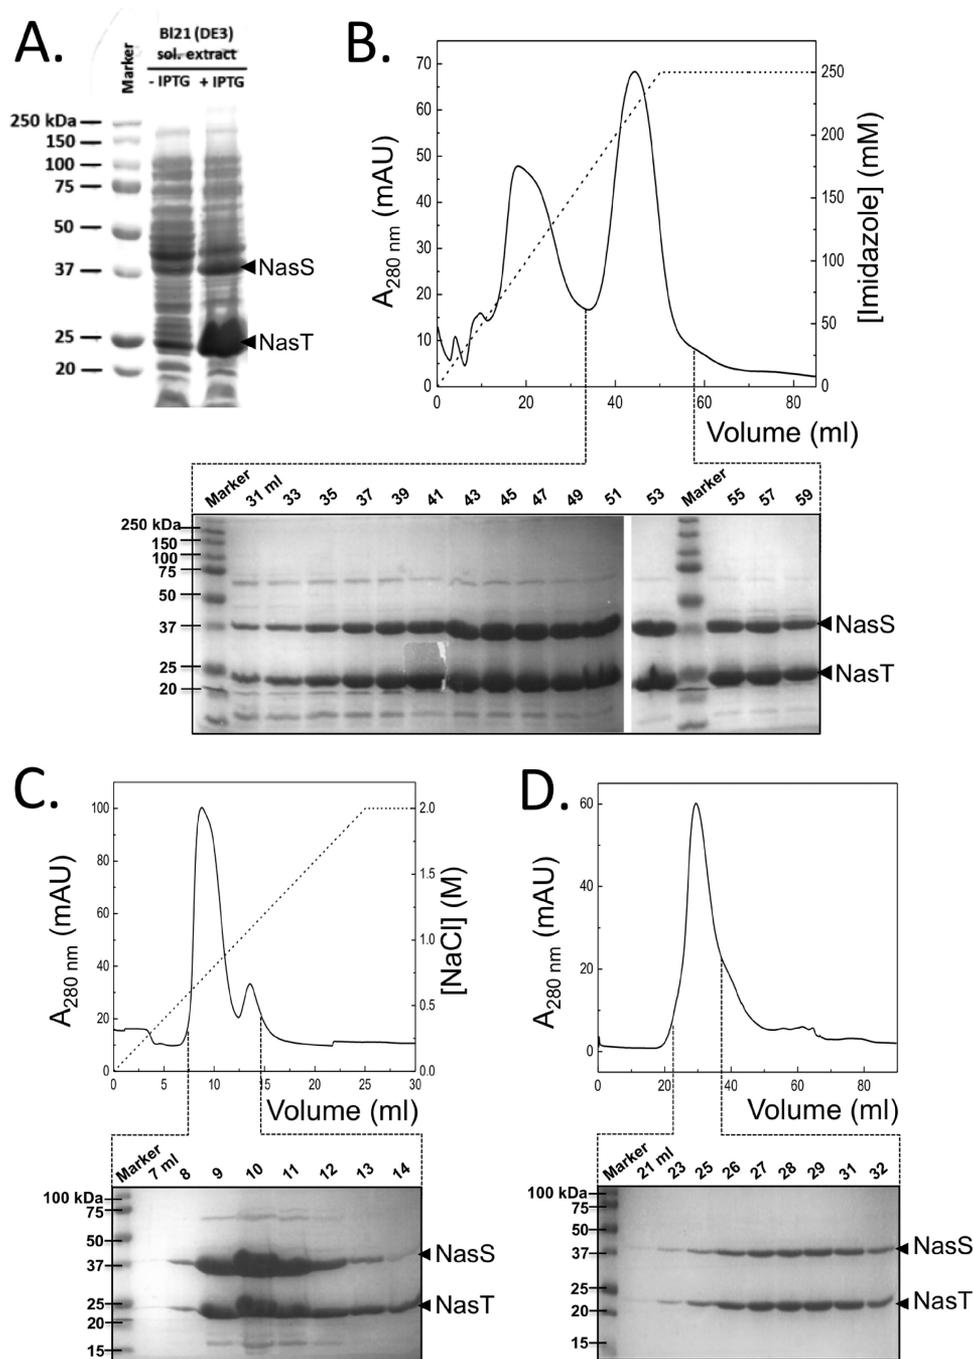 A.
Marker
Bl21 (DE3)
sol. extract
- IPTG + IPTG
250 kDa
150
100
75
50
37
25
20
NasS
NasT
B.
A280 nm (mAU)
70
60
50
40
30
20
10
0
0 20 40 60 80
Volume (ml)
250
200
150
100
50
0
[Imidazole] (mM)
Marker 31 ml 33 35 37 39 41 43 45 47 49 51 53 Marker 55 57 59
250 kDa
150
100
75
50
37
25
20
NasS
NasT
C.
A280 nm (mAU)
100
80
60
40
20
0
0 5 10 15 20 25 30
Volume (ml)
2.0
1.5
1.0
0.5
0.0
[NaCl] (M)
Marker 7 ml 8 9 10 11 12 13 14
100 kDa
75
50
37
25
20
15
NasS
NasT
D.
A280 nm (mAU)
60
40
20
0
0 20 40 60 80
Volume (ml)
Marker 21 ml 23 25 26 27 28 29 31 32
100 kDa
75
50
37
25
20
15
NasS
NasT